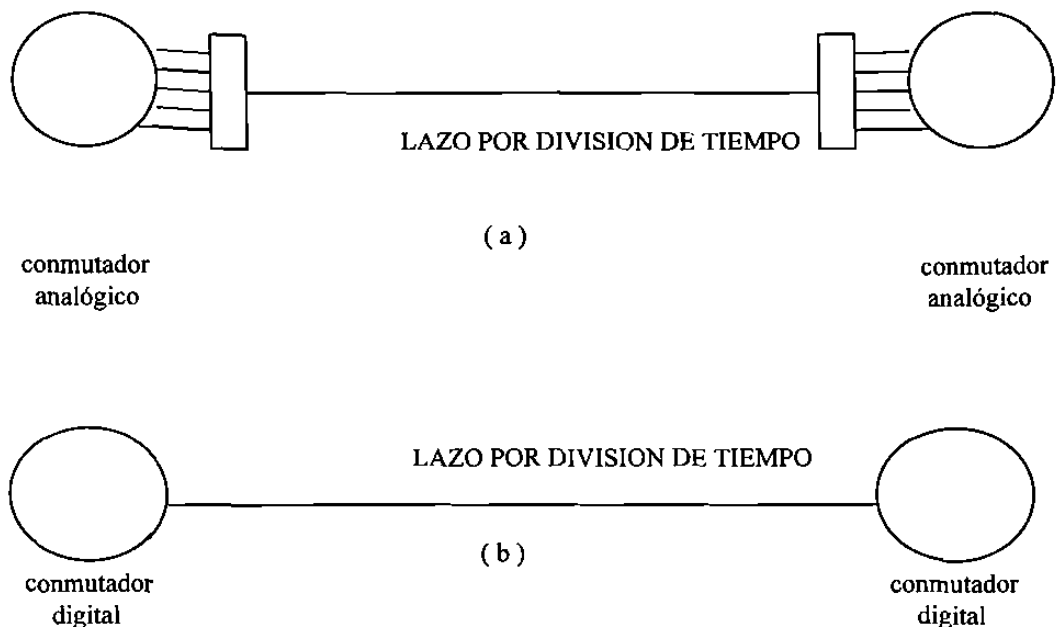 LAZO POR DIVISION DE TIEMPO
( a )
conmutador
analógico
conmutador
analógico
LAZO POR DIVISION DE TIEMPO
( b )
conmutador
digital
conmutador
digital